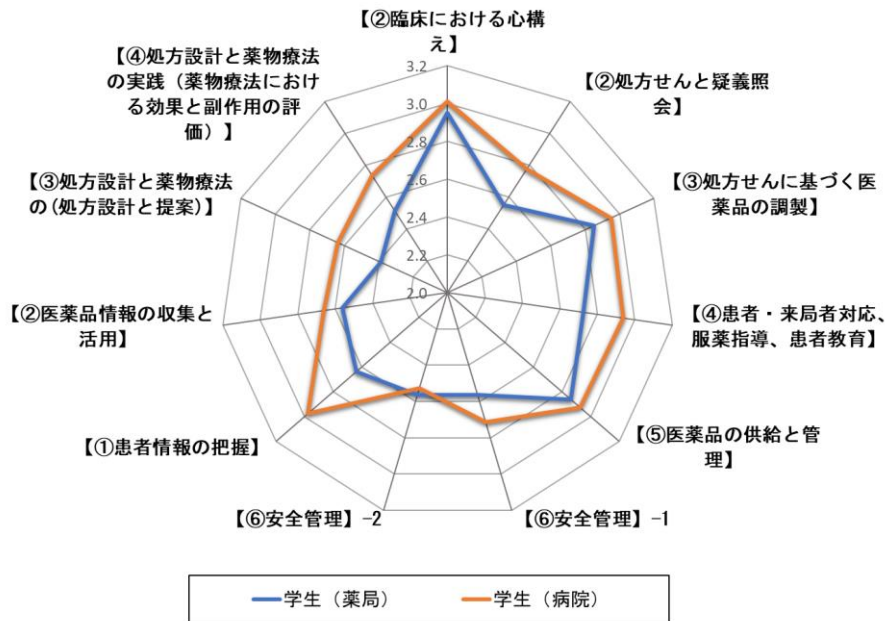 【②臨床における心構
え】
【②処方せんと疑義照
会】
【③処方せんに基づく医
薬品の調製】
【④患者・来局者対応、
服薬指導、患者教育】
【⑤医薬品の供給と管
理】
【⑥安全管理】-1
【⑥安全管理】-2
【①患者情報の把握】
【②医薬品情報の収集と
活用】
【③処方設計と薬物療法
の(処方設計と提案)】
【④処方設計と薬物療法
の実践（薬物療法におけ
る効果と副作用の評
価）】
3.2
3.0
2.8
2.6
2.4
2.2
2.0
学生（薬局）
学生（病院）